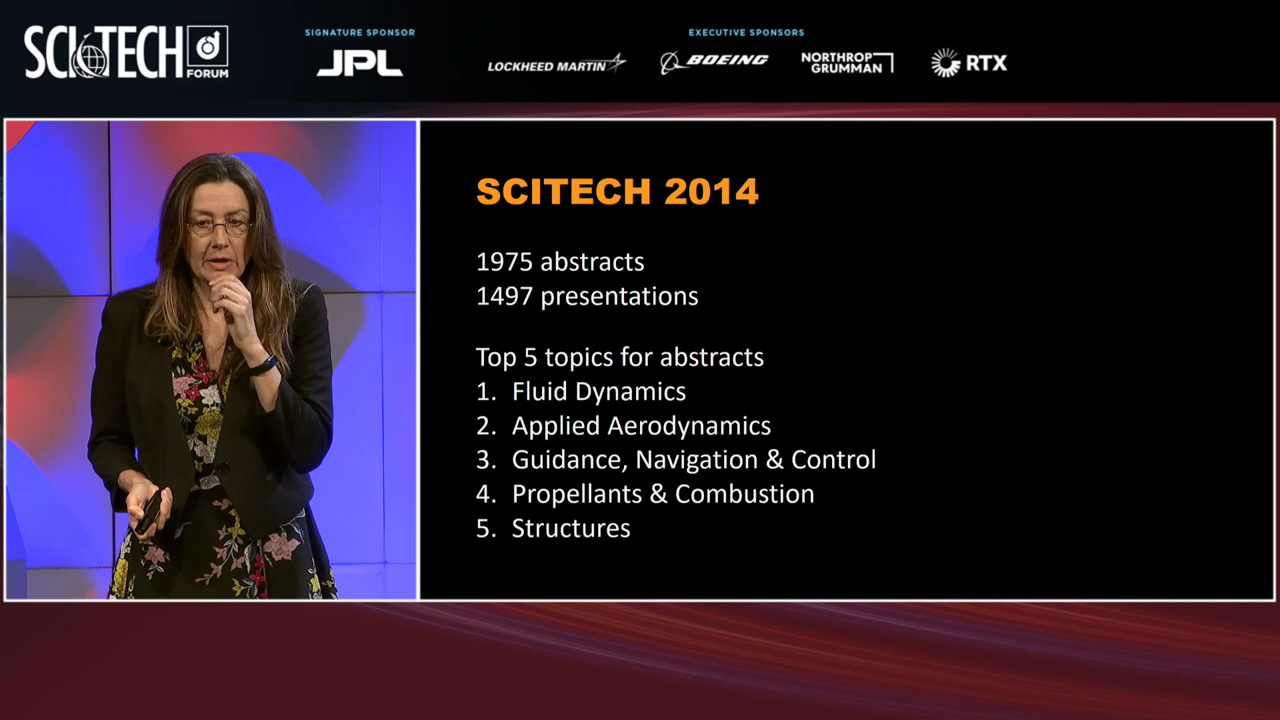 SCITECH
FORUM
SIGNATURE SPONSOR
JPL
EXECUTIVE SPONSORS
LOCKHEED MARTIN
BOEING
NORTHROP
GRUMMAN
RTX
SCITECH 2014
1975 abstracts
1497 presentations
Top 5 topics for abstracts
1. Fluid Dynamics
2. Applied Aerodynamics
3. Guidance, Navigation & Control
4. Propellants & Combustion
5. Structures